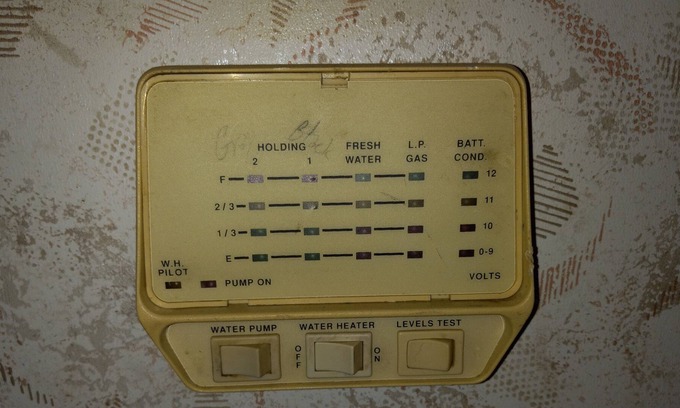 HOLDING FRESH L.P. BATT.
2 1 WATER GAS COND.
F 12
2/3 11
1/3 10
E 0-9
W.H.
PILOT
PUMP ON VOLTS
WATER PUMP WATER HEATER LEVELS TEST
OFF ON